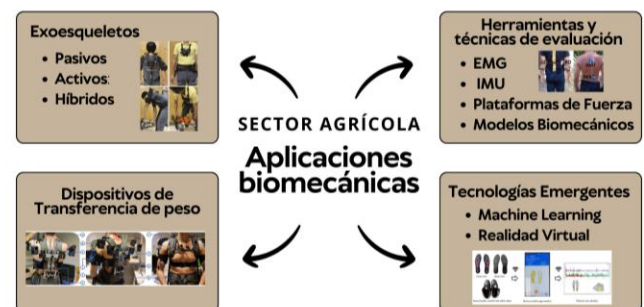 Exoesqueletos
• Pasivos
• Activos:
• Híbridos
Herramientas y
técnicas de evaluación
• EMG
• IMU
• Plataformas de Fuerza
• Modelos Biomecánicos
SECTOR AGRÍCOLA
Aplicaciones
biomecánicas
Dispositivos de
Transferencia de peso
Tecnologías Emergentes
• Machine Learning
• Realidad Virtual